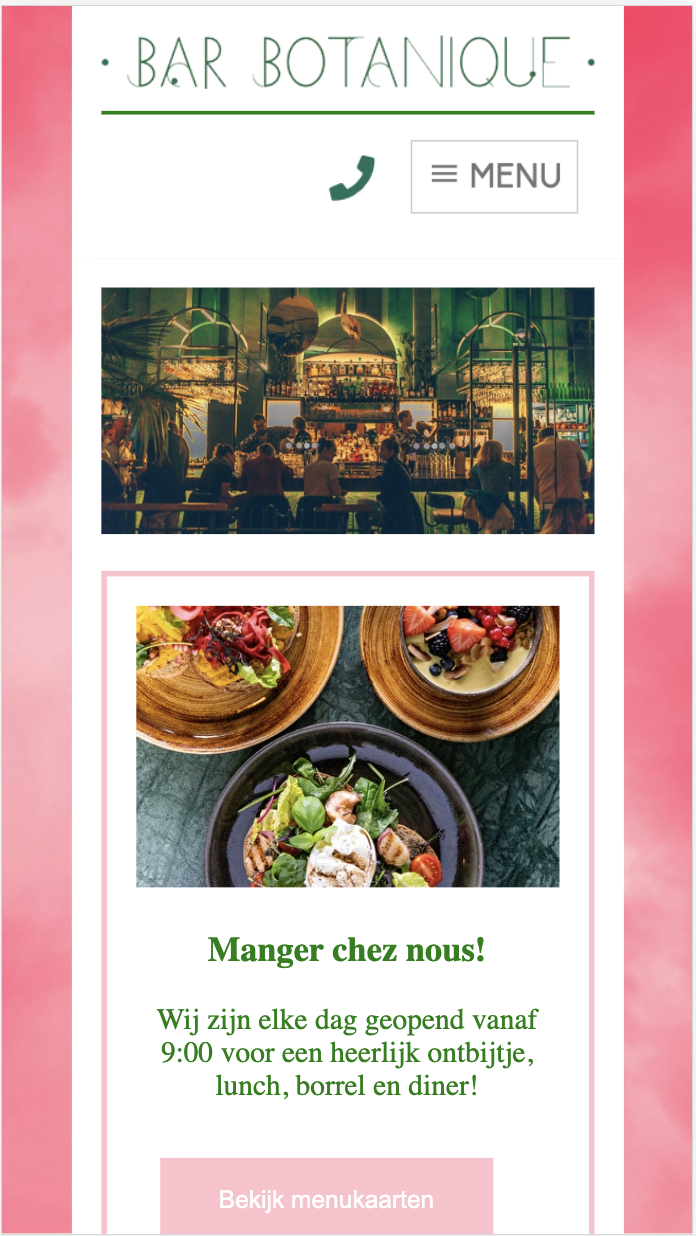 • BAR BOTANIQUE •
MENU
Manger chez nous!
Wij zijn elke dag geopend vanaf
9:00 voor een heerlijk ontbijtje,
lunch, borrel en diner!
Bekijk menukaarten